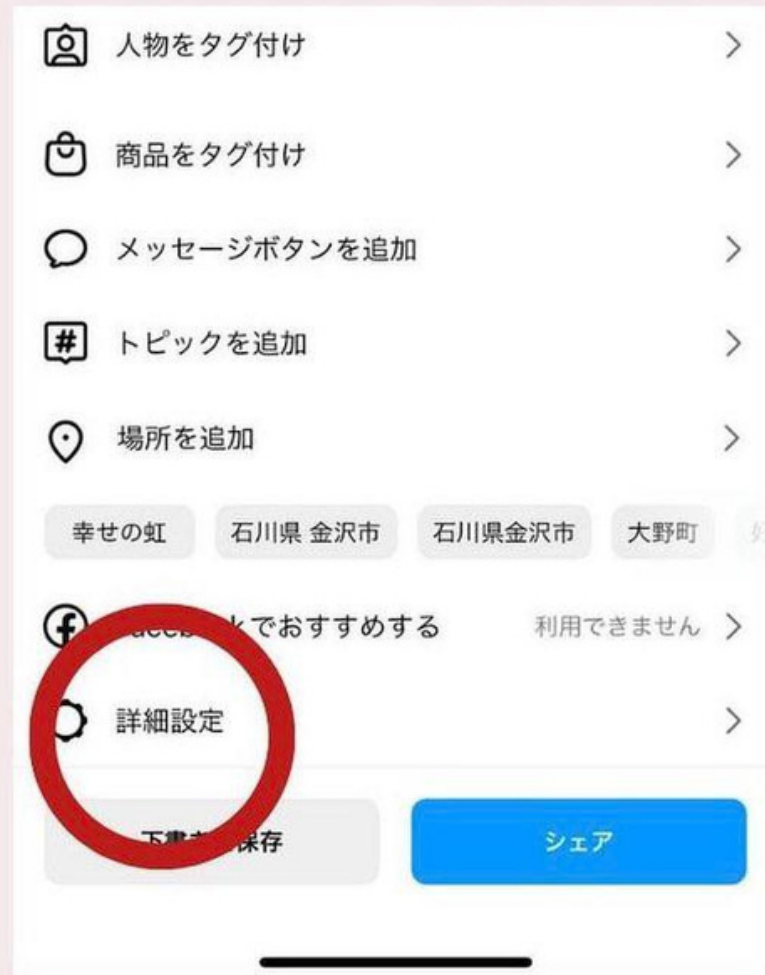 人物をタグ付け
商品をタグ付け
メッセージボタンを追加
トピックを追加
場所を追加
幸せの虹 石川県 金沢市 石川県金沢市 大野町
でおすすめする 利用できません
詳細設定
保存 シェア